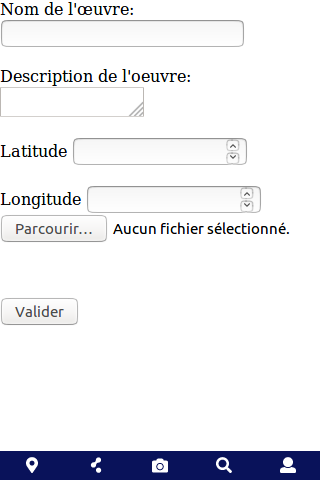 Nom de l'œuvre:
Description de l'oeuvre:
Latitude
Longitude
Parcourir… Aucun fichier sélectionné.
Valider